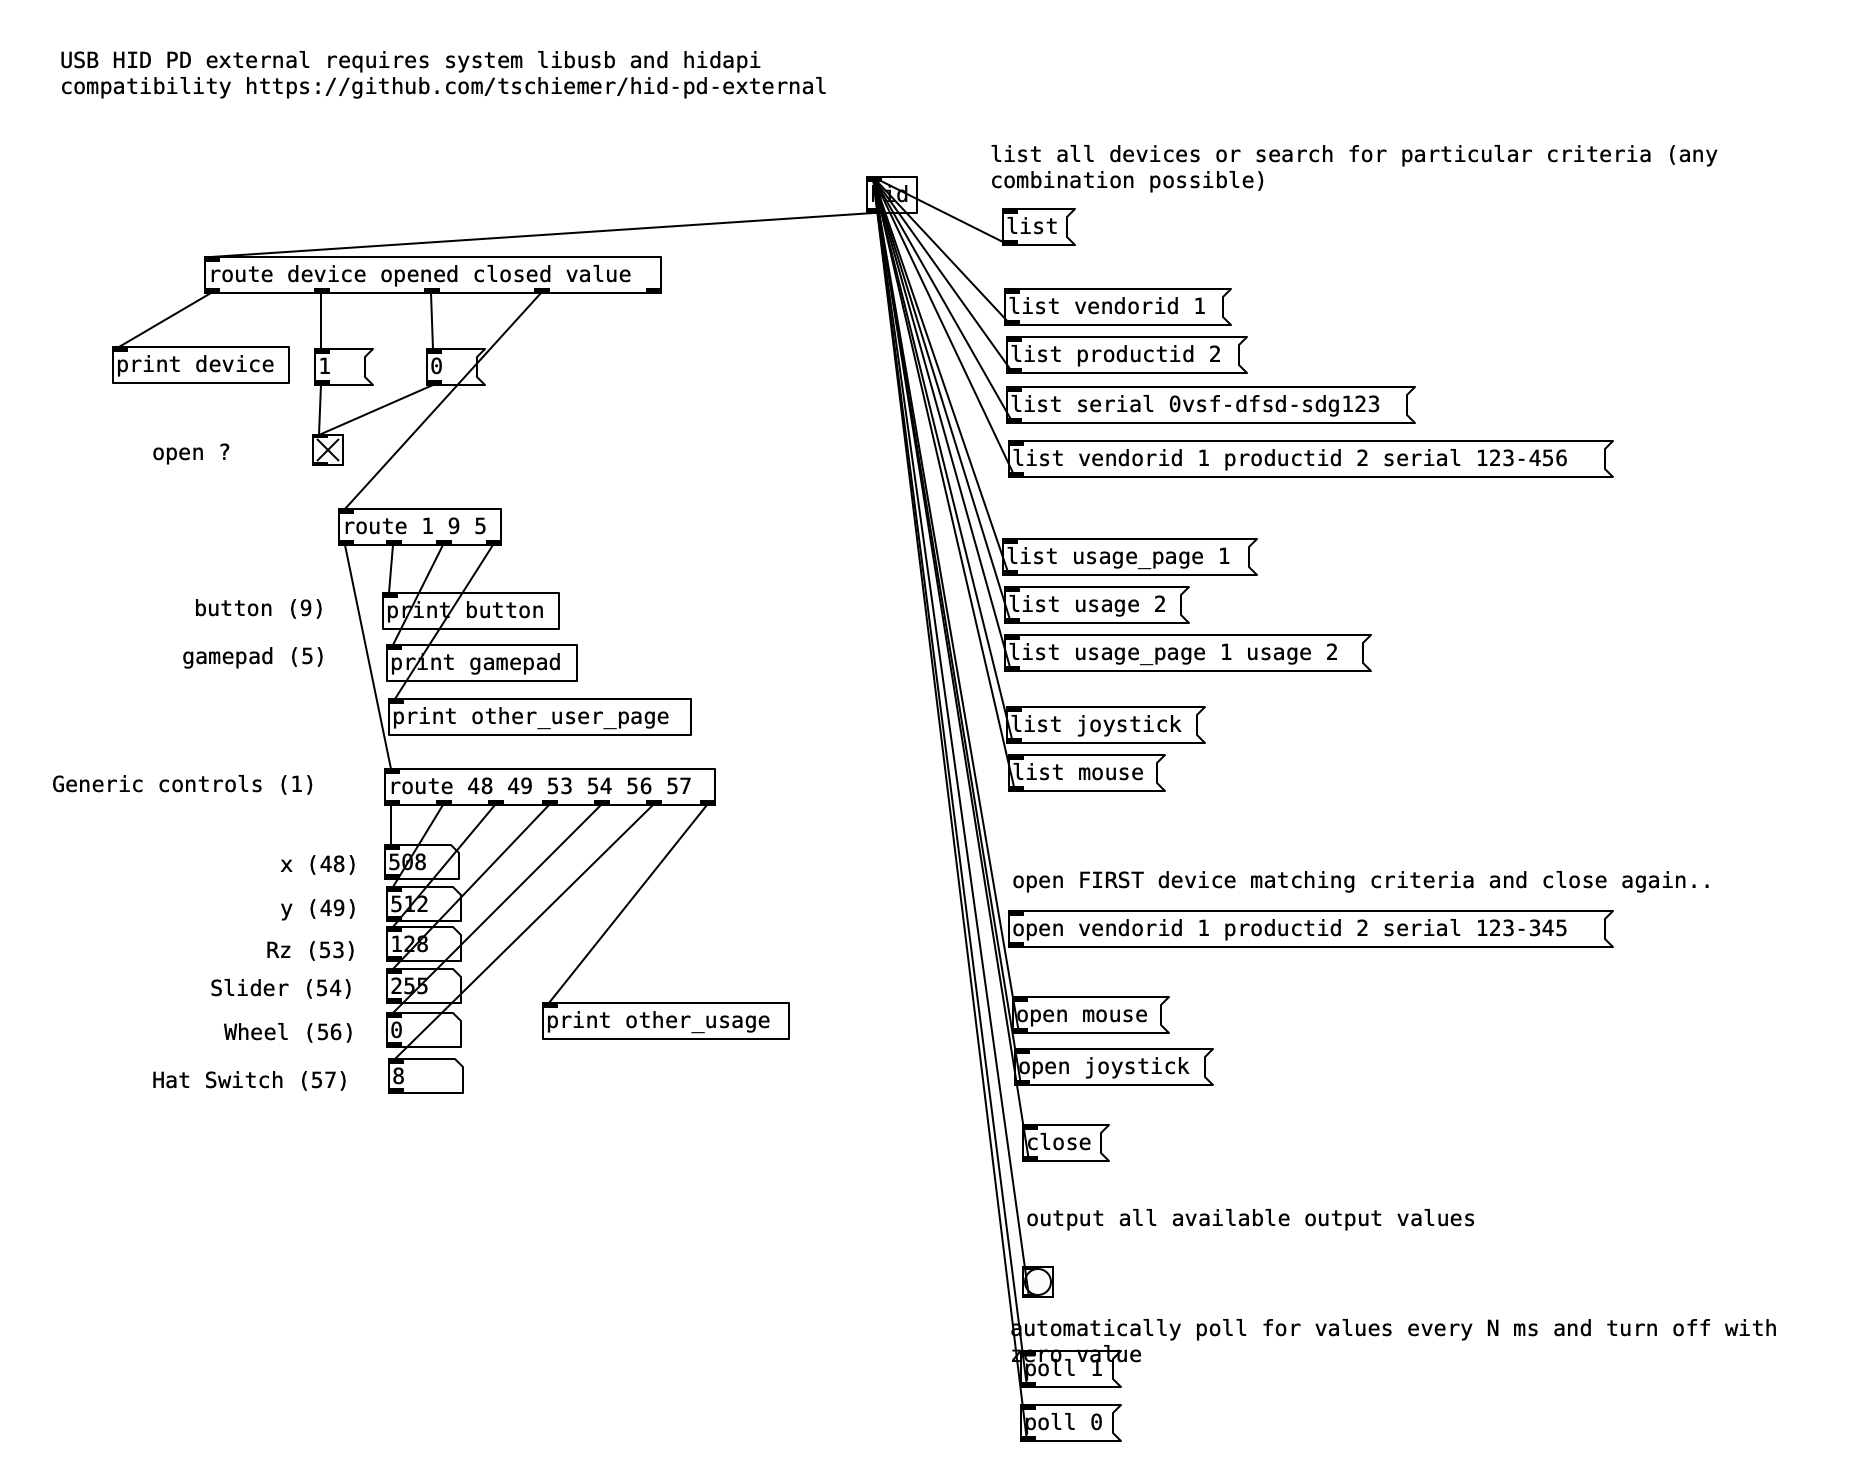 USB HID PD external requires system libusb and hidapi
compatibility https://github.com/tschiemer/hid-pd-external
list all devices or search for particular criteria (any
combination possible)
hid
list
route device opened closed value
list vendorid 1
print device
1
0
list productid 2
list serial 0vsf-dfsd-sdg123
open ?
list vendorid 1 productid 2 serial 123-456
route 1 9 5
list usage_page 1
button (9)
print button
list usage 2
gamepad (5)
print gamepad
list usage_page 1 usage 2
print other_user_page
list joystick
Generic controls (1)
route 48 49 53 54 56 57
list mouse
x (48)
508
y (49)
512
Rz (53)
128
Slider (54)
255
Wheel (56)
0
Hat Switch (57)
8
print other_usage
open FIRST device matching criteria and close again..
open vendorid 1 productid 2 serial 123-345
open mouse
open joystick
close
output all available output values
automatically poll for values every N ms and turn off with
zero value
poll 1
poll 0